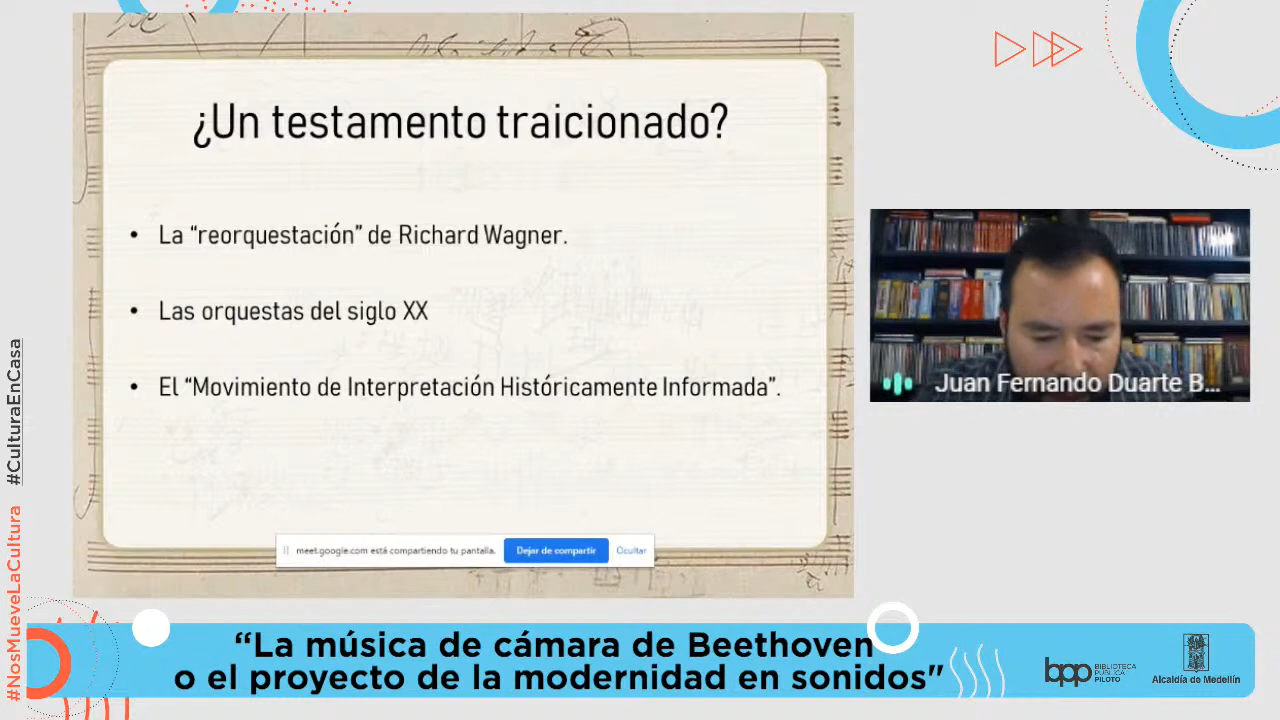 ¿Un testamento traicionado?
• La “reorquestación” de Richard Wagner.
• Las orquestas del siglo XX
• El “Movimiento de Interpretación Históricamente Informada”.
meet.google.com está compartiendo tu pantalla.
Dejar de compartir
Ocultar
Juan Fernando Duarte B...
#NosMueveLaCultura #CulturaEnCasa
“La música de cámara de Beethoven
o el proyecto de la modernidad en sonidos"
bpp
BIBLIOTECA
PÚBLICA
PILOTO
Alcaldía de Medellín